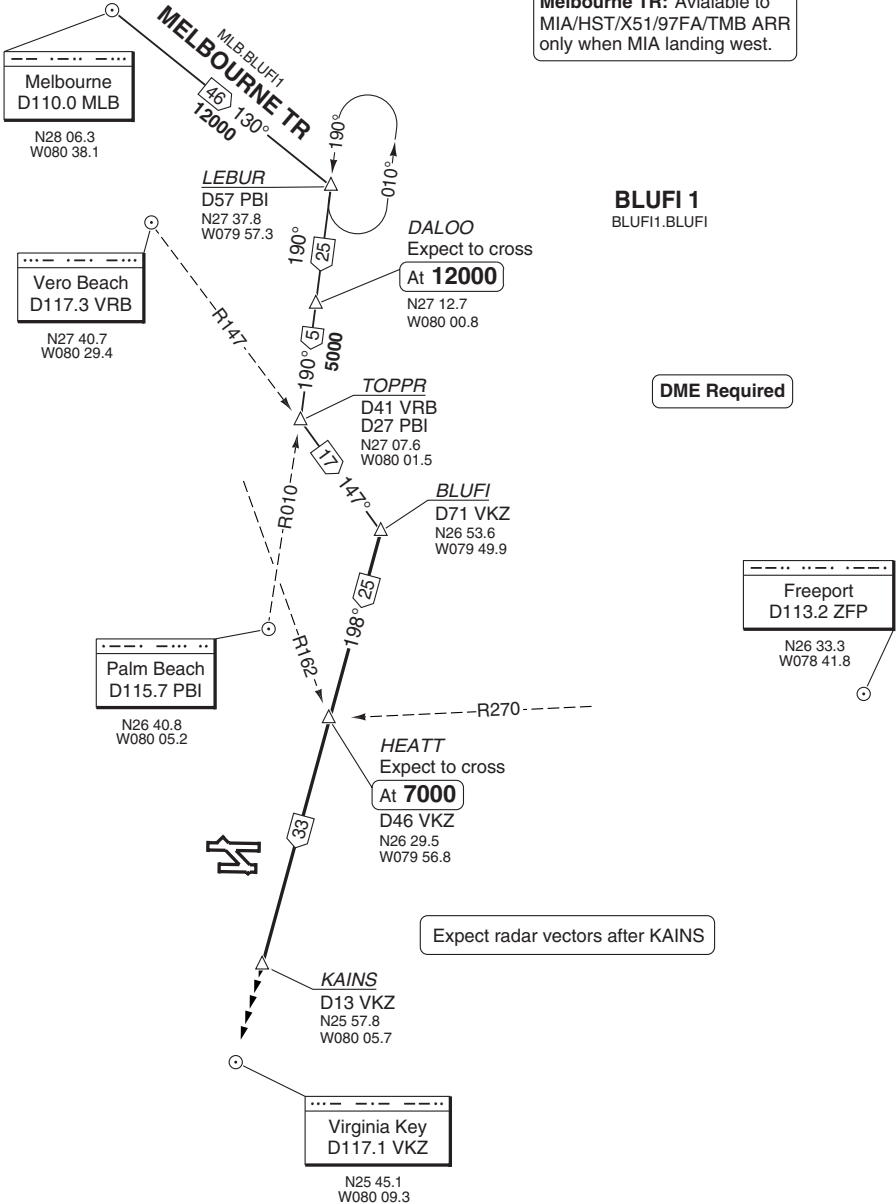 Melbourne TR: Avialable to
MIA/HST/X51/97FA/TMB ARR
only when MIA landing west.
MELBOURNE TR
MLB.BLUFI1
46
130°
12000
Melbourne
D110.0 MLB
N28 06.3
W080 38.1
190°
010°
LEBUR
D57 PBI
N27 37.8
W079 57.3
BLUFI 1
BLUFI1.BLUFI
190°
25
DALOO
Expect to cross
At 12000
N27 12.7
W080 00.8
Vero Beach
D117.3 VRB
N27 40.7
W080 29.4
R147
5
190°
5000
DME Required
TOPPR
D41 VRB
D27 PBI
N27 07.6
W080 01.5
17
147°
R010
BLUFI
D71 VKZ
N26 53.6
W079 49.9
25
198°
Freeport
D113.2 ZFP
N26 33.3
W078 41.8
Palm Beach
D115.7 PBI
N26 40.8
W080 05.2
R162
R270
HEATT
Expect to cross
At 7000
D46 VKZ
N26 29.5
W079 56.8
33
Expect radar vectors after KAINS
KAINS
D13 VKZ
N25 57.8
W080 05.7
Virginia Key
D117.1 VKZ
N25 45.1
W080 09.3